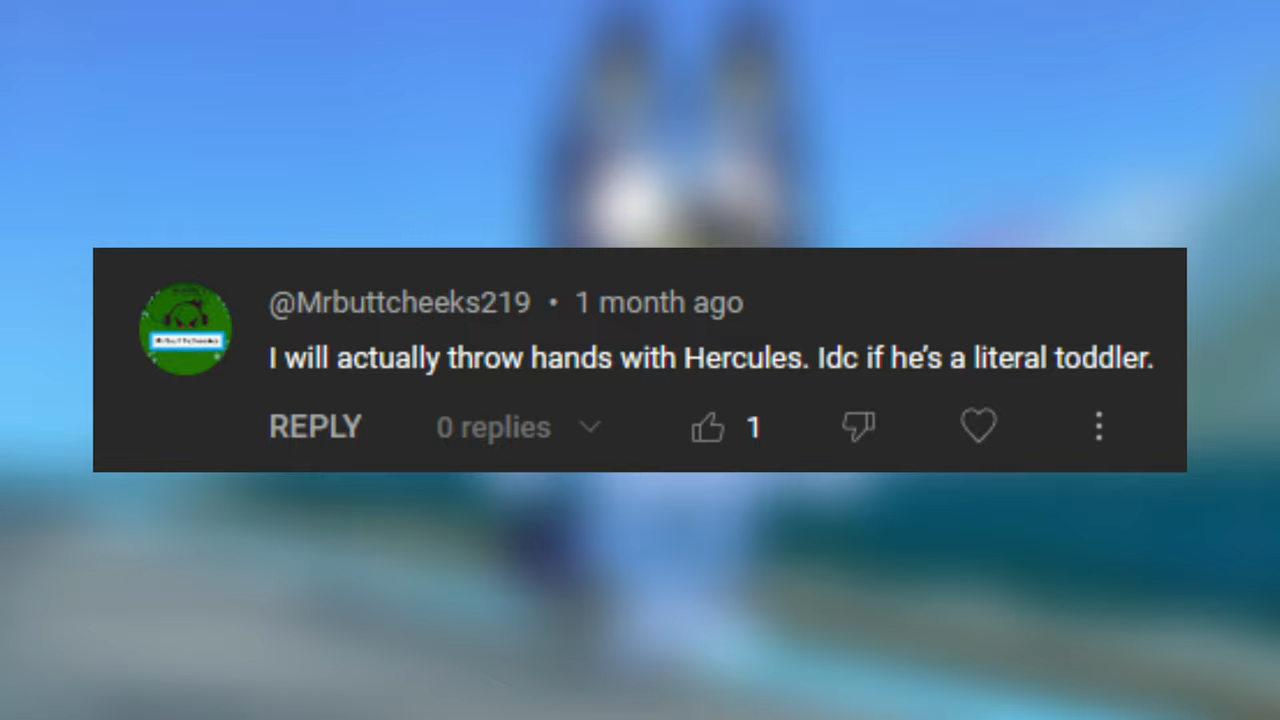 @Mrbuttcheeks219 • 1 month ago
I will actually throw hands with Hercules. Idc if he's a literal toddler.
REPLY 0 replies 1